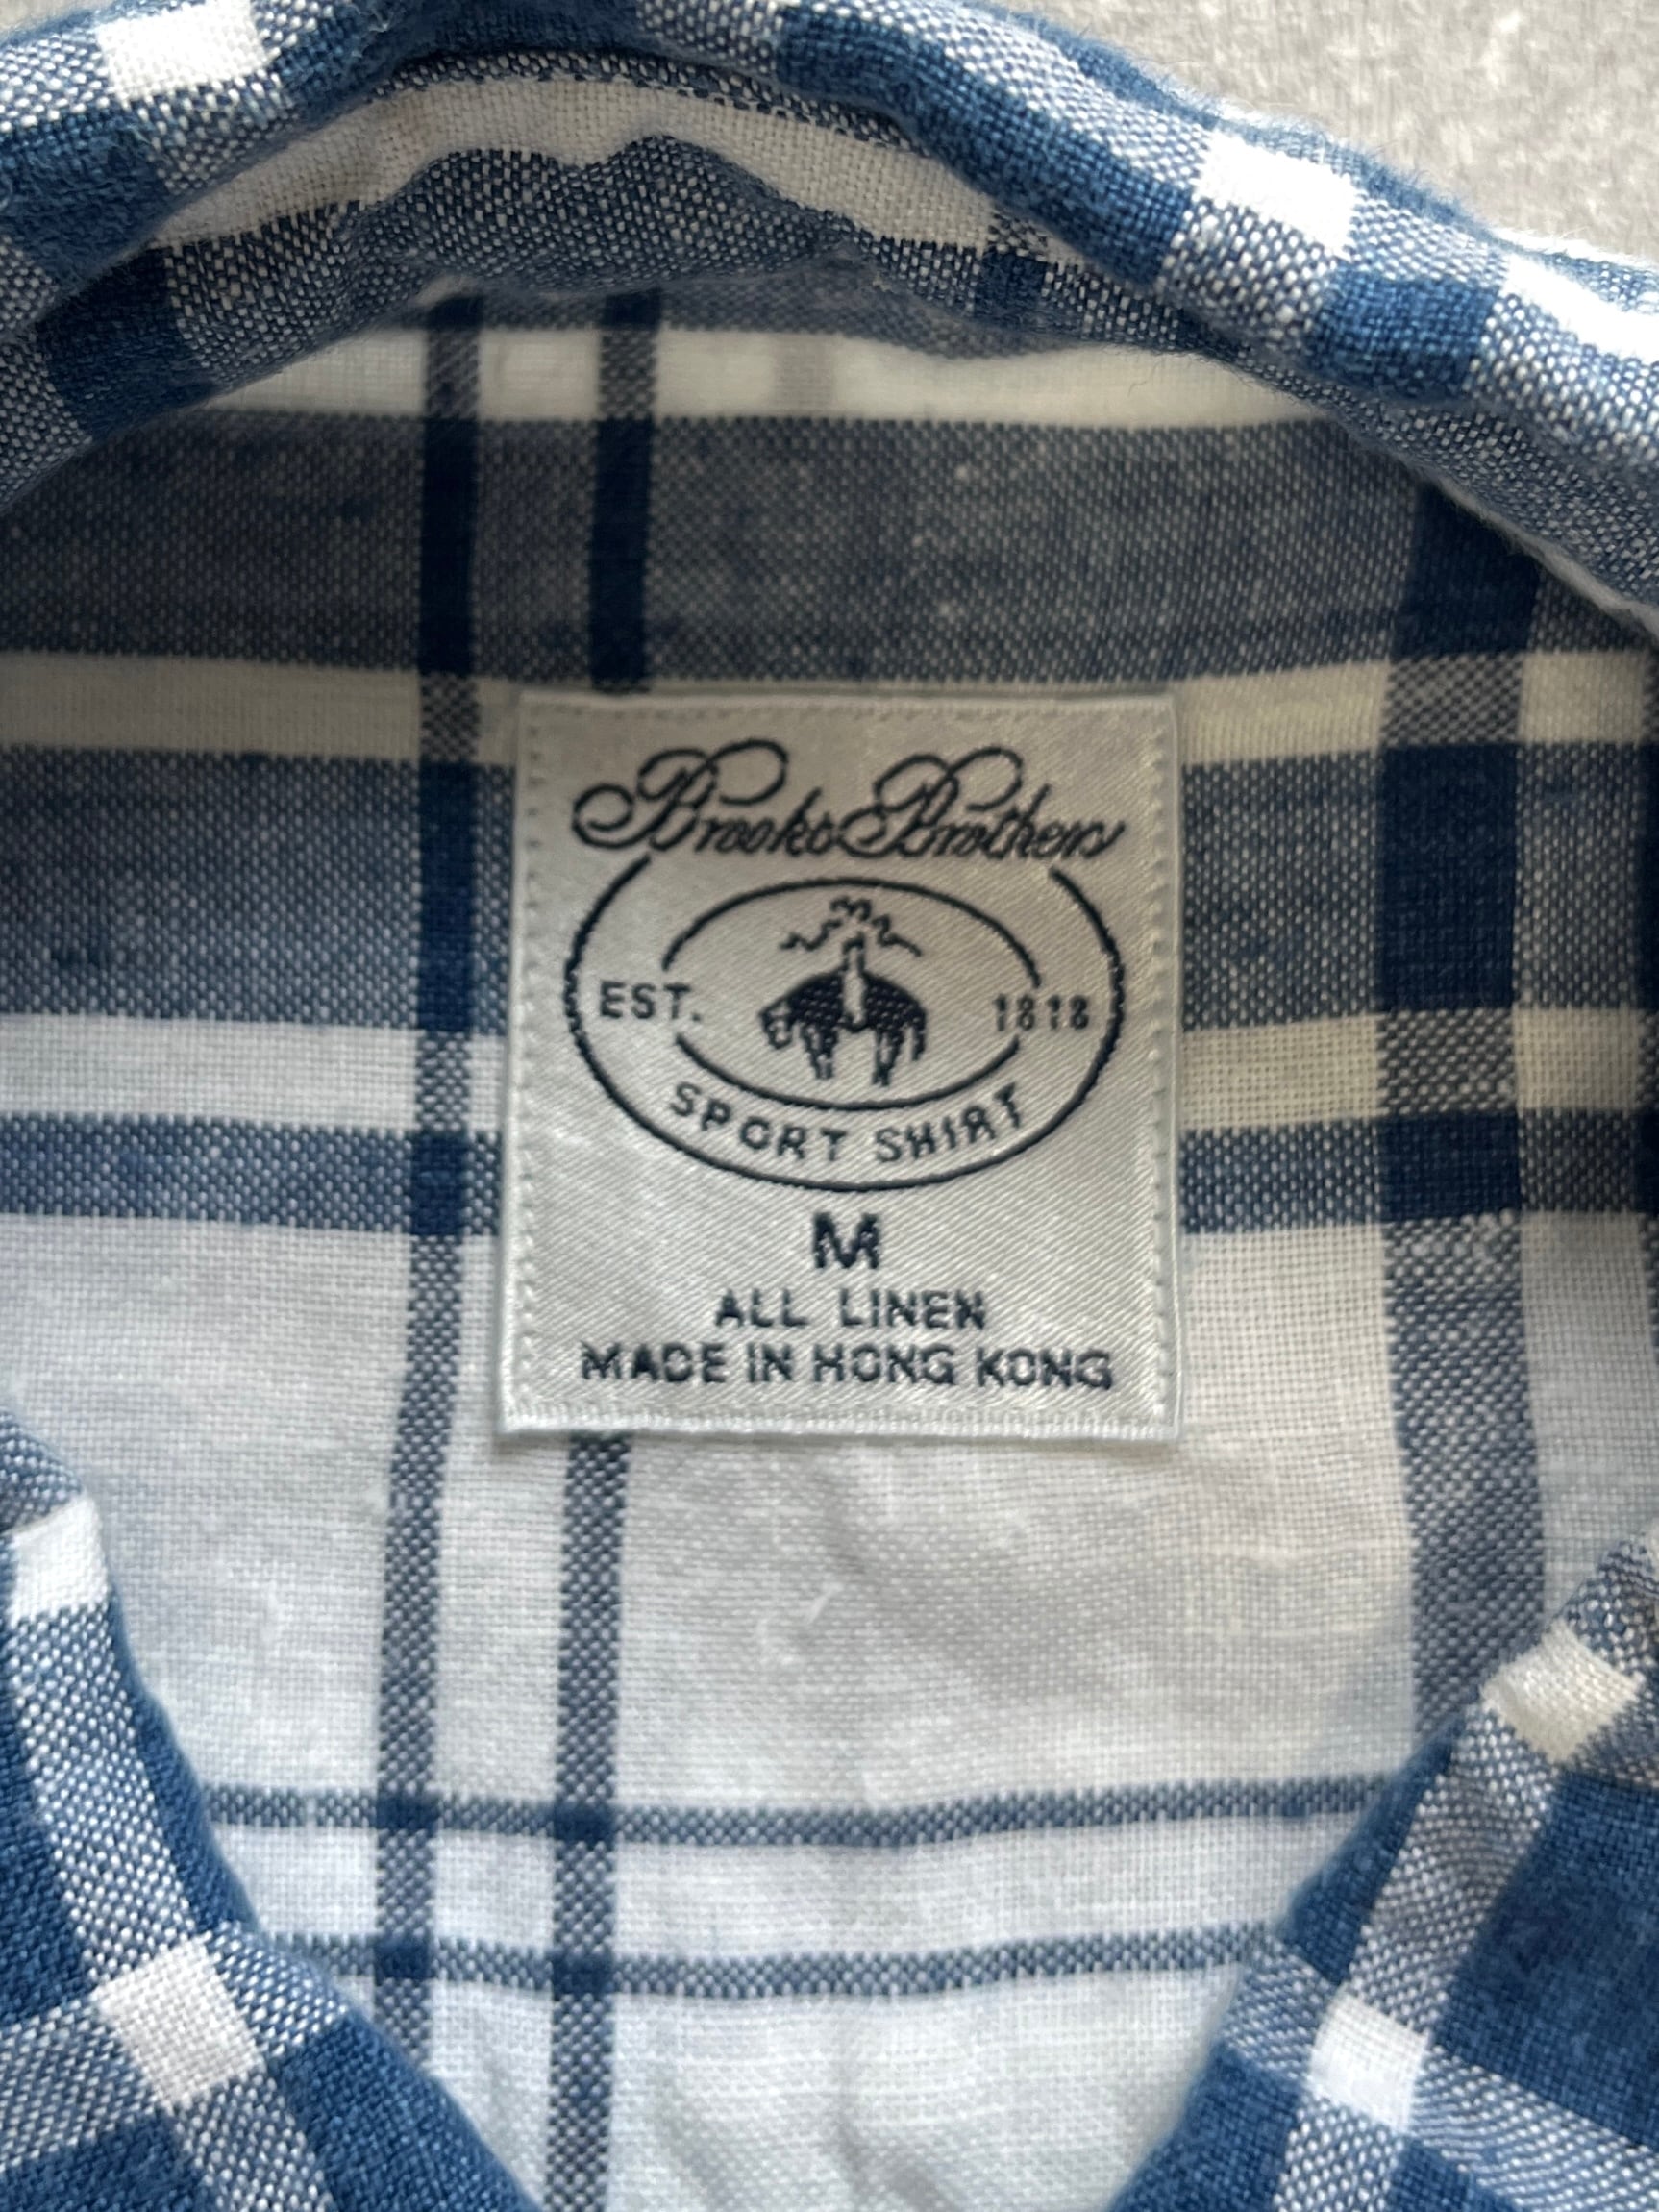 Brooks Brothers
EST. 1818
SPORT SHIRT
M
ALL LINEN
MADE IN HONG KONG